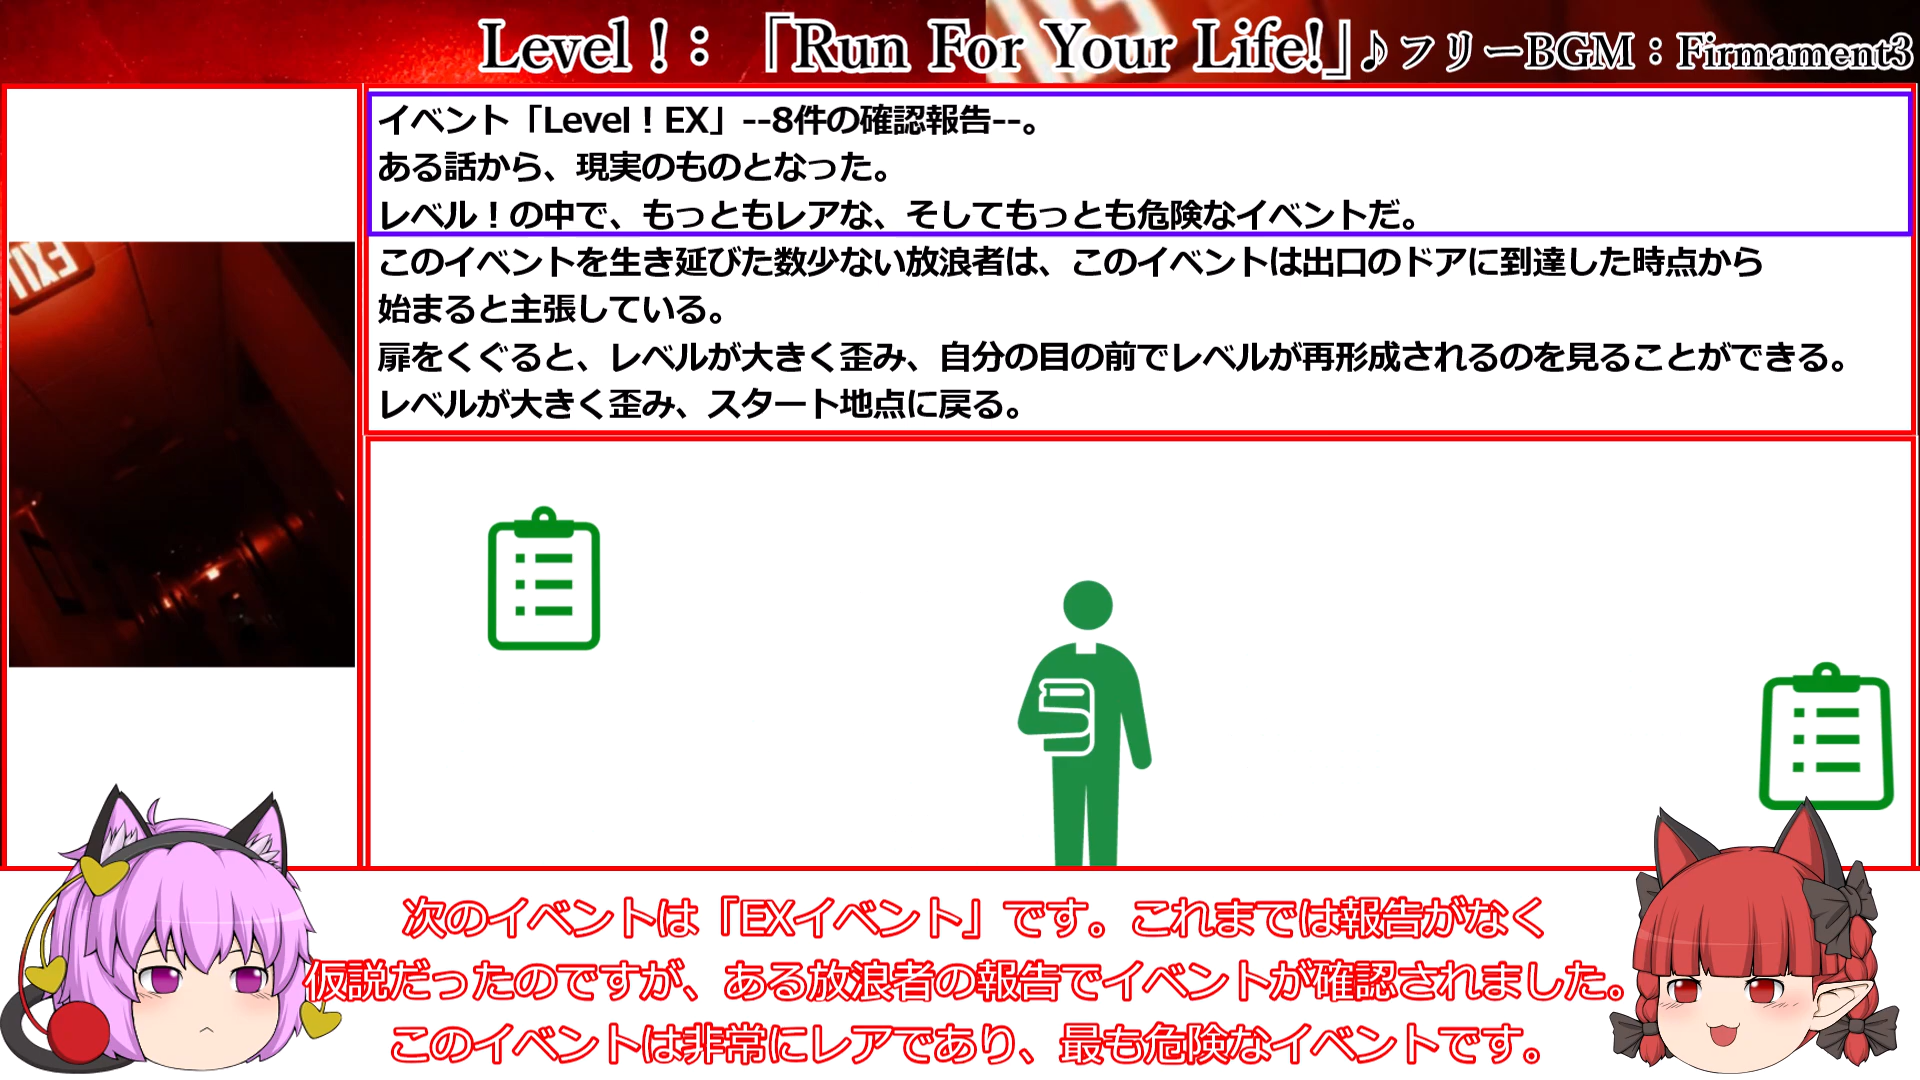 Level！：「Run For Your Life!」♪フリーBGM：Firmament3
イベント「Level！EX」--8件の確認報告--。
ある話から、現実のものとなった。
レベル！の中で、もっともレアな、そしてもっとも危険なイベントだ。
このイベントを生き延びた数少ない放浪者は、このイベントは出口のドアに到達した時点から
始まると主張している。
扉をくぐると、レベルが大きく歪み、自分の目の前でレベルが再形成されるのを見ることができる。
レベルが大きく歪み、スタート地点に戻る。
EXI
次のイベントは「EXイベント」です。これまでは報告がなく
仮説だったのですが、ある放浪者の報告でイベントが確認されました。
このイベントは非常にレアであり、最も危険なイベントです。